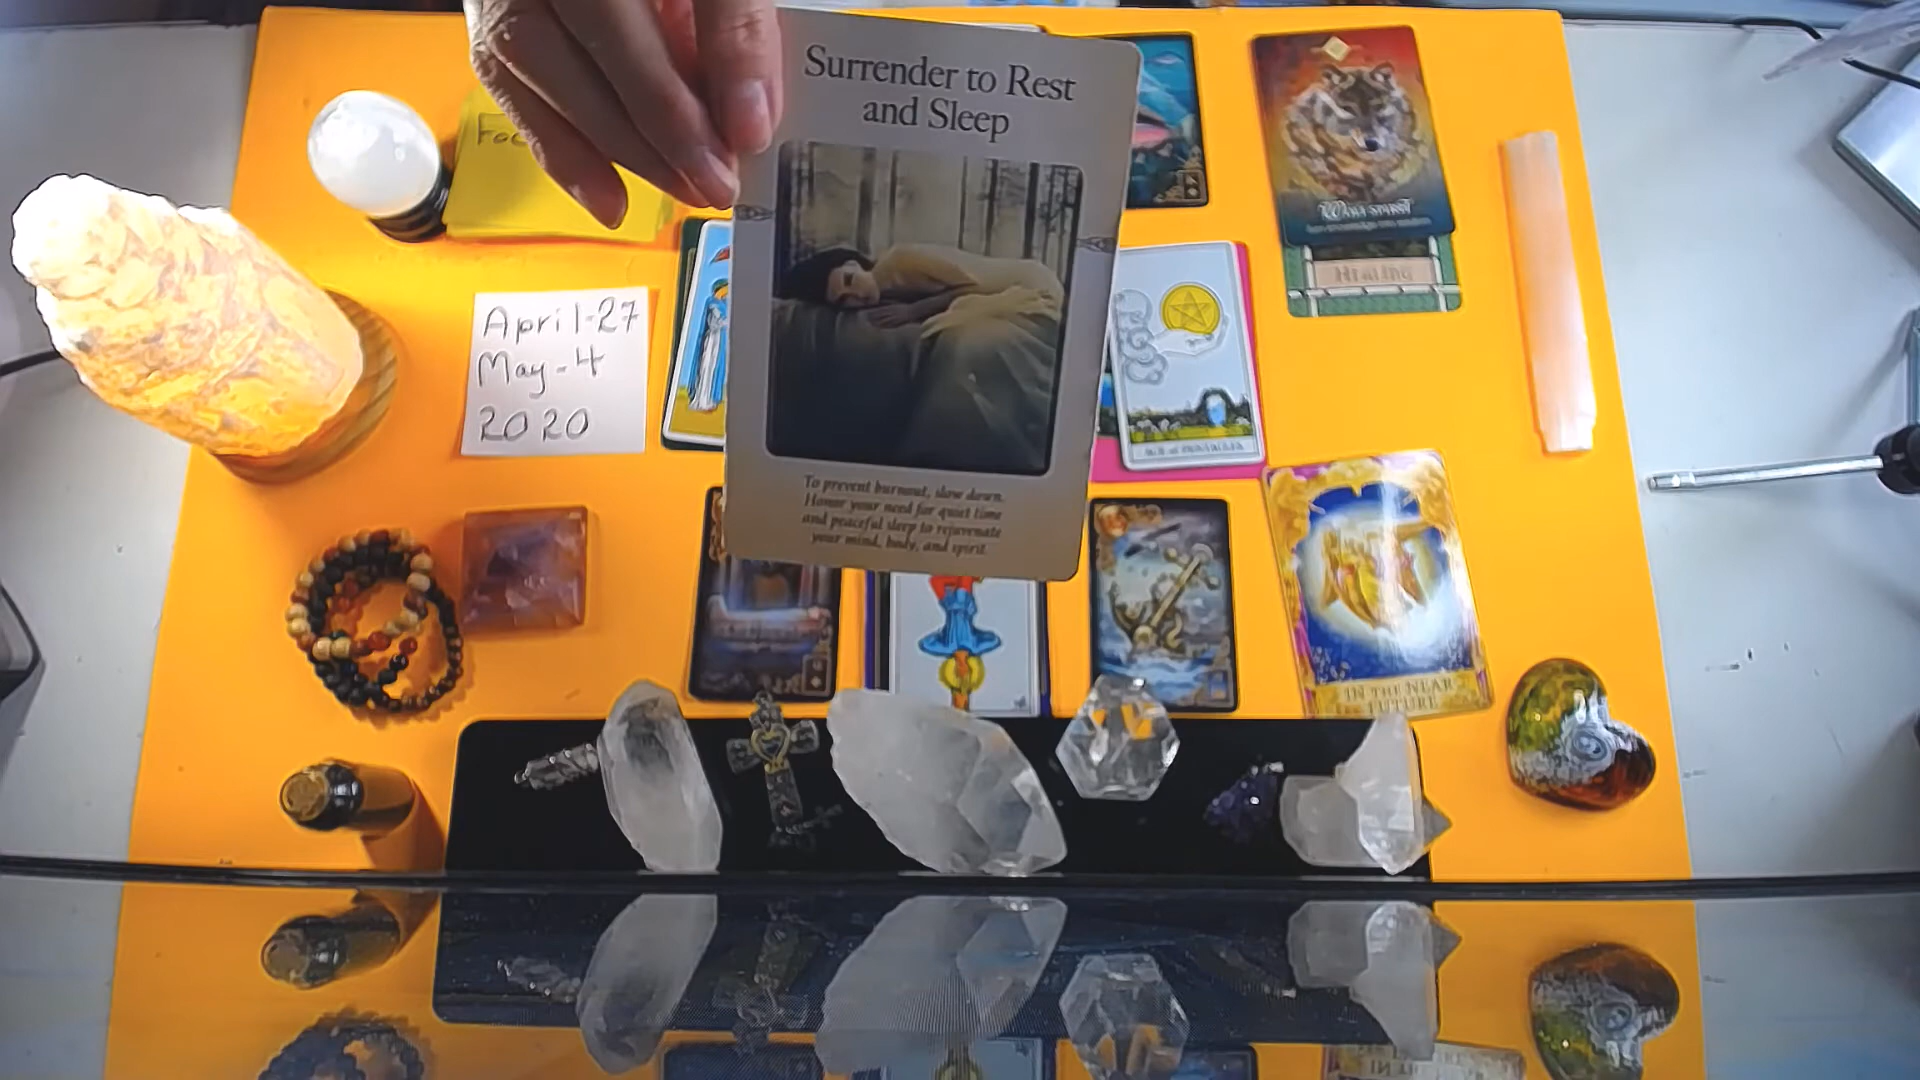 Surrender to Rest
and Sleep
To prevent burnout, slow down.
Honor your need for quiet time
and peaceful sleep to rejuvenate
your mind, body, and spirit.
April-27
May-4
2020
Healing
IN THE NEAR
FUTURE